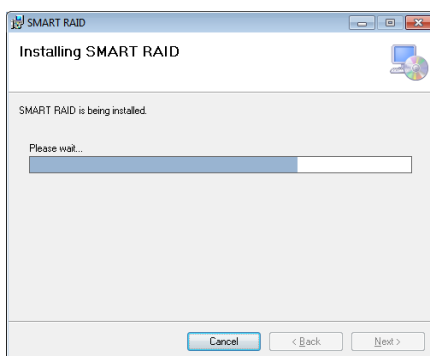 SMART RAID
Installing SMART RAID
SMART RAID is being installed.
Please wait...
Cancel
< Back
Next >